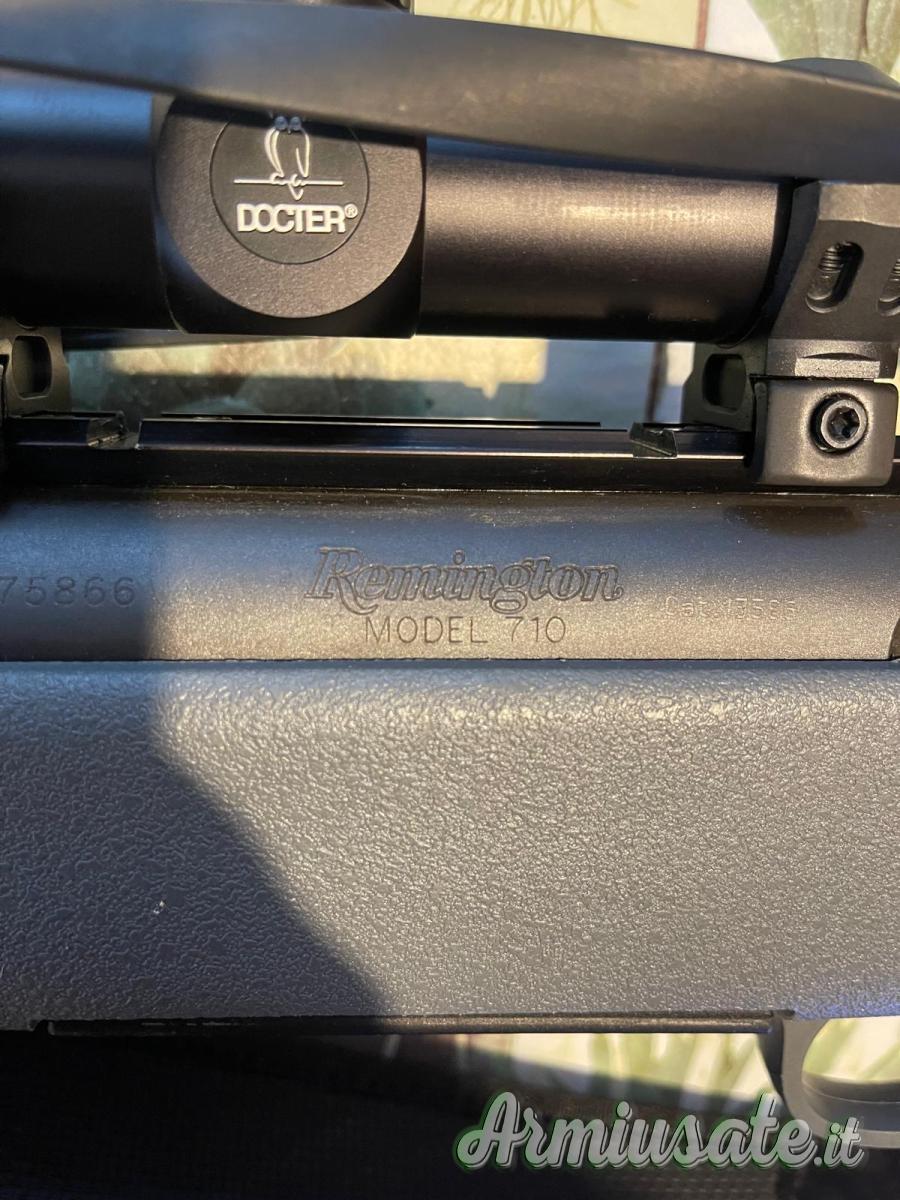 DOCTER®
75866
Remington
MODEL 710
Armiusate.it